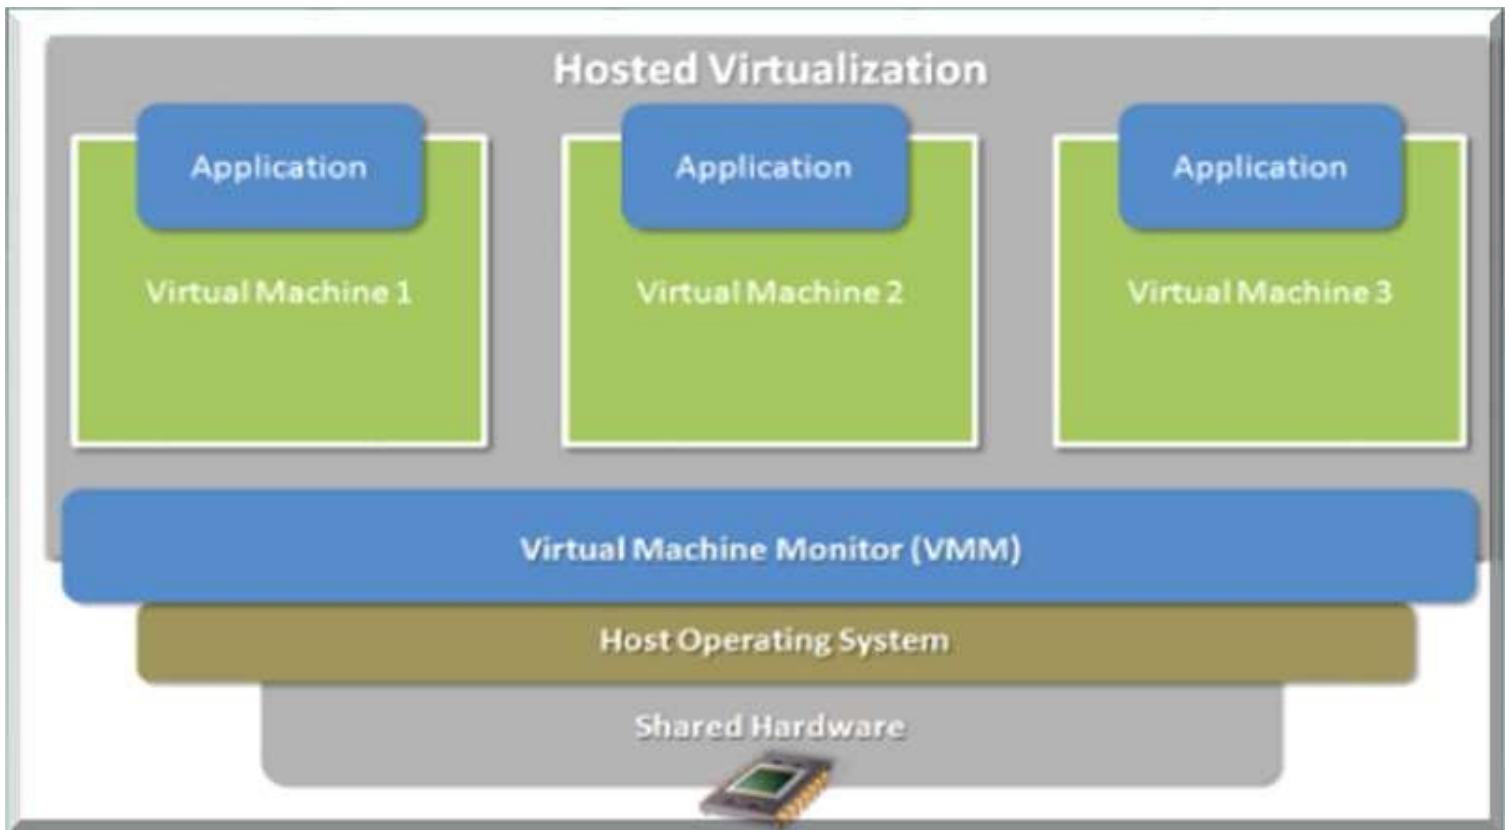 Hosted Virtualization
Application
Application
Application
Virtual Machine 1
Virtual Machine 2
Virtual Machine 3
Virtual Machine Monitor (VMM)
Host Operating System
Shared Hardware